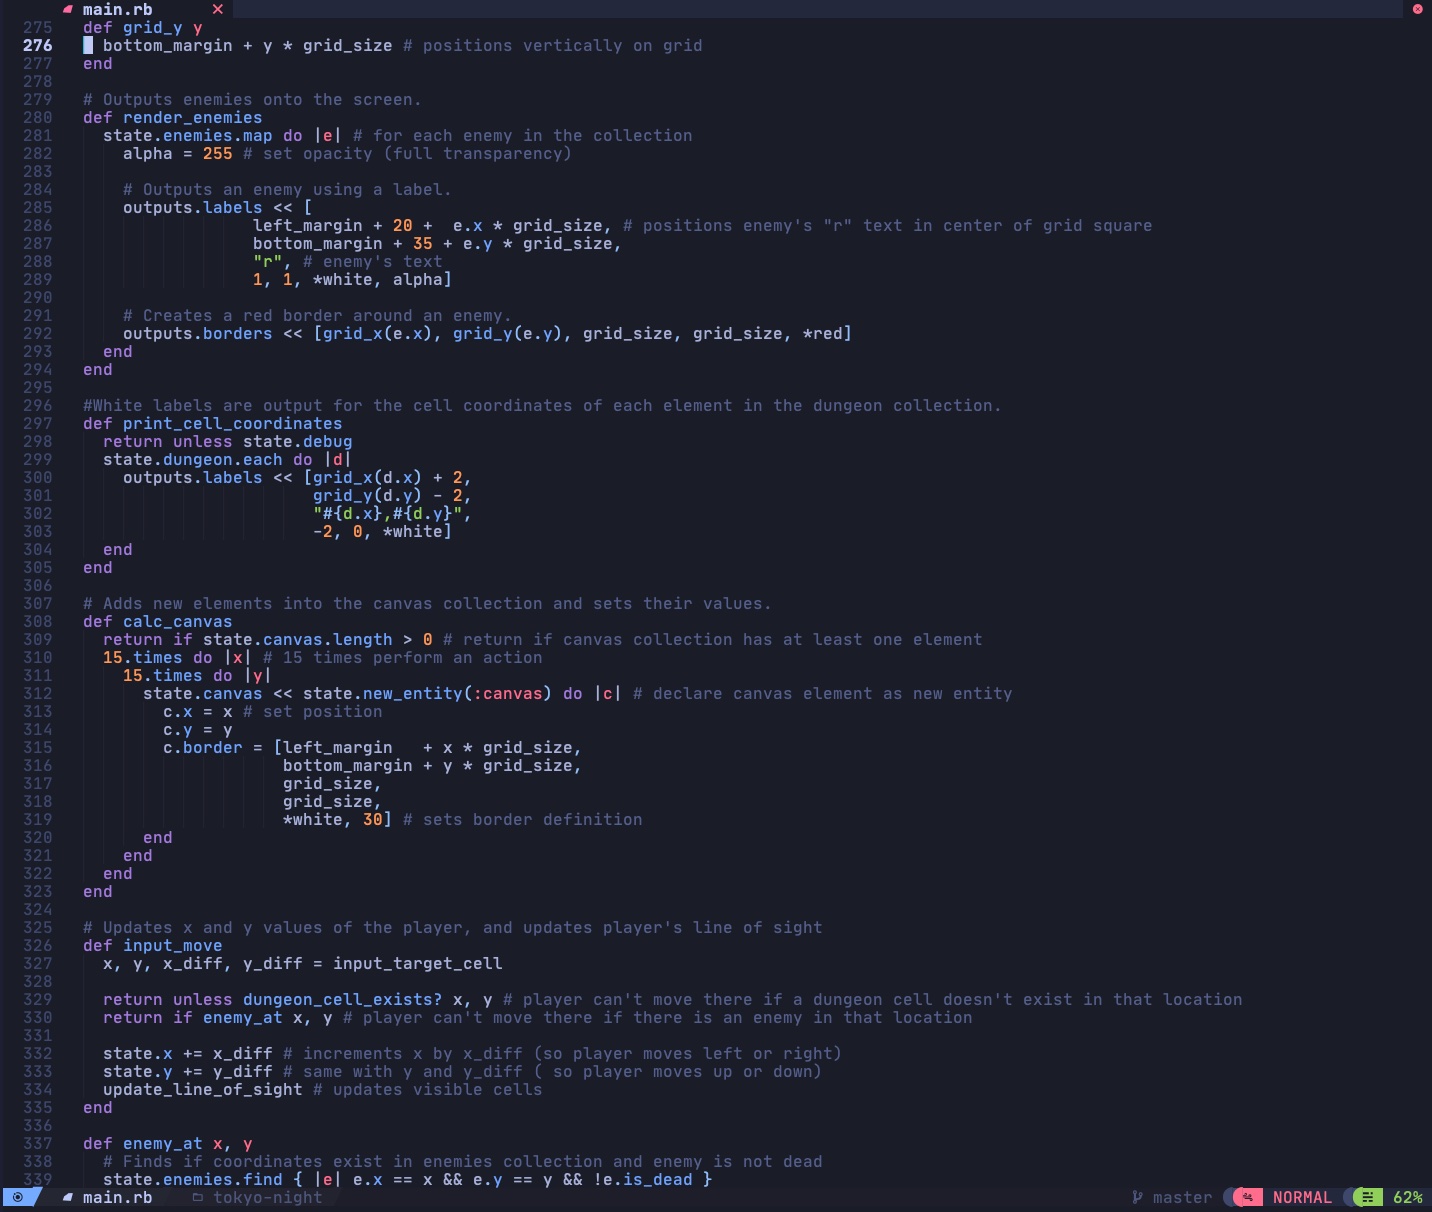 main.rb
275 def grid_y y
276   bottom_margin + y * grid_size # positions vertically on grid
277 end
278
279 # Outputs enemies onto the screen.
280 def render_enemies
281   state.enemies.map do |e| # for each enemy in the collection
282     alpha = 255 # set opacity (full transparency)
283
284     # Outputs an enemy using a label.
285     outputs.labels << [
286                  left_margin + 20 +  e.x * grid_size, # positions enemy's "r" text in center of grid square
287                  bottom_margin + 35 + e.y * grid_size,
288                  "r", # enemy's text
289                  1, 1, *white, alpha]
290
291     # Creates a red border around an enemy.
292     outputs.borders << [grid_x(e.x), grid_y(e.y), grid_size, grid_size, *red]
293   end
294 end
295
296 #White labels are output for the cell coordinates of each element in the dungeon collection.
297 def print_cell_coordinates
298   return unless state.debug
299   state.dungeon.each do |d|
300     outputs.labels << [grid_x(d.x) + 2,
301                        grid_y(d.y) - 2,
302                        "#{d.x},#{d.y}",
303                        -2, 0, *white]
304   end
305 end
306
307 # Adds new elements into the canvas collection and sets their values.
308 def calc_canvas
309   return if state.canvas.length > 0 # return if canvas collection has at least one element
310   15.times do |x| # 15 times perform an action
311     15.times do |y|
312       state.canvas << state.new_entity(:canvas) do |c| # declare canvas element as new entity
313         c.x = x # set position
314         c.y = y
315         c.border = [left_margin   + x * grid_size,
316                     bottom_margin + y * grid_size,
317                     grid_size,
318                     grid_size,
319                     *white, 30] # sets border definition
320       end
321     end
322   end
323 end
324
325 # Updates x and y values of the player, and updates player's line of sight
326 def input_move
327   x, y, x_diff, y_diff = input_target_cell
328
329   return unless dungeon_cell_exists? x, y # player can't move there if a dungeon cell doesn't exist in that location
330   return if enemy_at x, y # player can't move there if there is an enemy in that location
331
332   state.x += x_diff # increments x by x_diff (so player moves left or right)
333   state.y += y_diff # same with y and y_diff ( so player moves up or down)
334   update_line_of_sight # updates visible cells
335 end
336
337 def enemy_at x, y
338   # Finds if coordinates exist in enemies collection and enemy is not dead
339   state.enemies.find { |e| e.x == x && e.y == y && !e.is_dead }
main.rb tokyo-night master NORMAL 62%